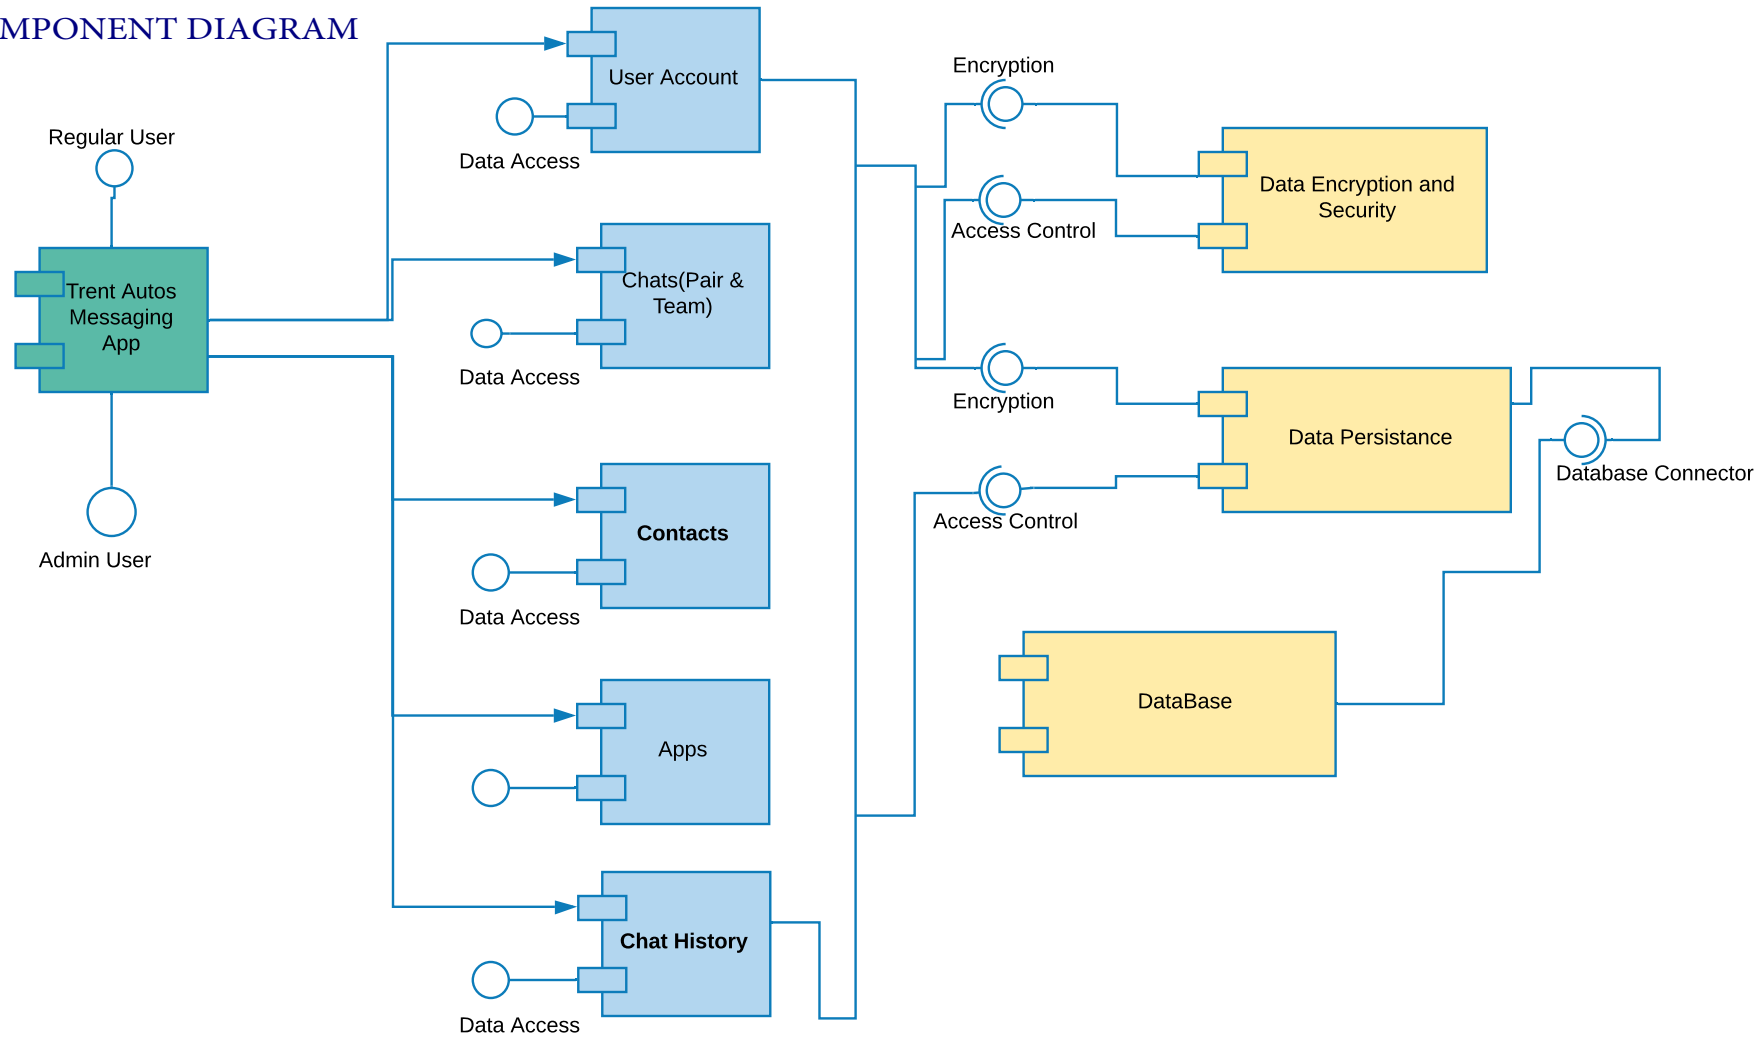 MPONENT DIAGRAM
Regular User
Trent Autos
Messaging
App
Admin User
User Account
Data Access
Chats(Pair &
Team)
Data Access
Contacts
Data Access
Apps
Chat History
Data Access
Encryption
Access Control
Data Encryption and
Security
Encryption
Access Control
Data Persistance
Database Connector
DataBase